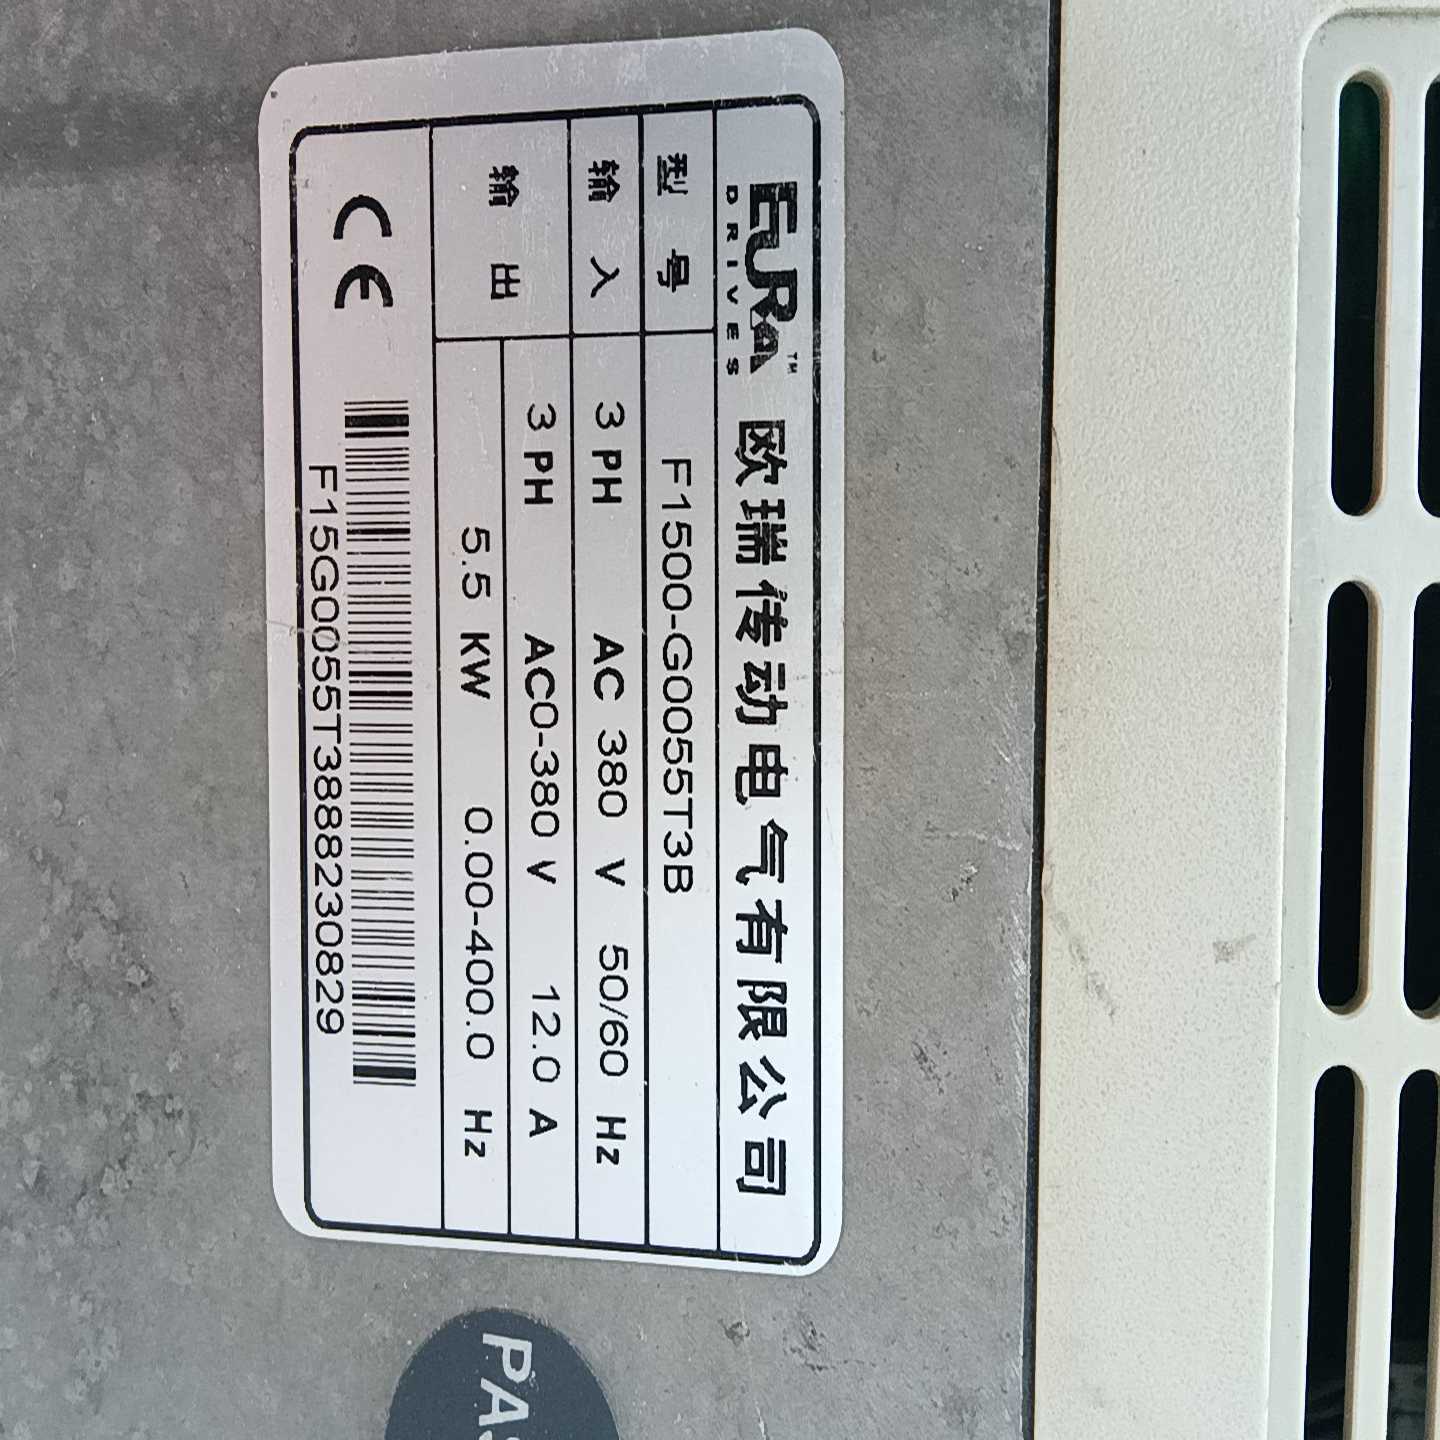 EURA™ 欧瑞传动电气有限公司
DRIVES
型号 F1500-G0055T3B
输入 3 PH AC 380 V 50/60 Hz
输出 3 PH AC0-380 V 12.0 A
5.5 KW 0.00-400.0 Hz
CE
F15G0055T3888230829